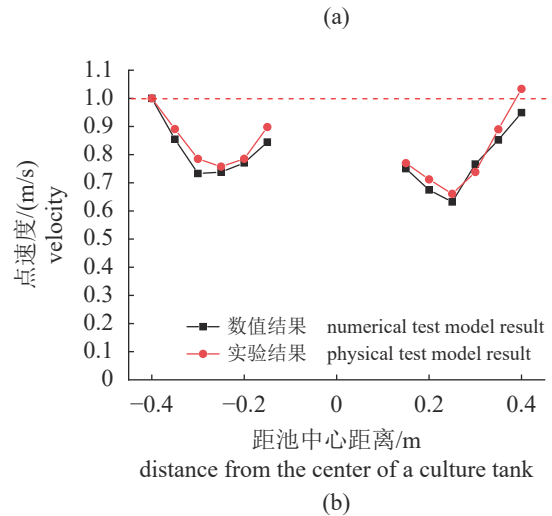 (a)
1.1
1.0
0.9
0.8
0.7
0.6
0.5
0.4
0.3
0.2
0.1
0
点速度/(m/s)
velocity
数值结果 numerical test model result
实验结果 physical test model result
−0.4 −0.2 0 0.2 0.4
距池中心距离/m
distance from the center of a culture tank
(b)